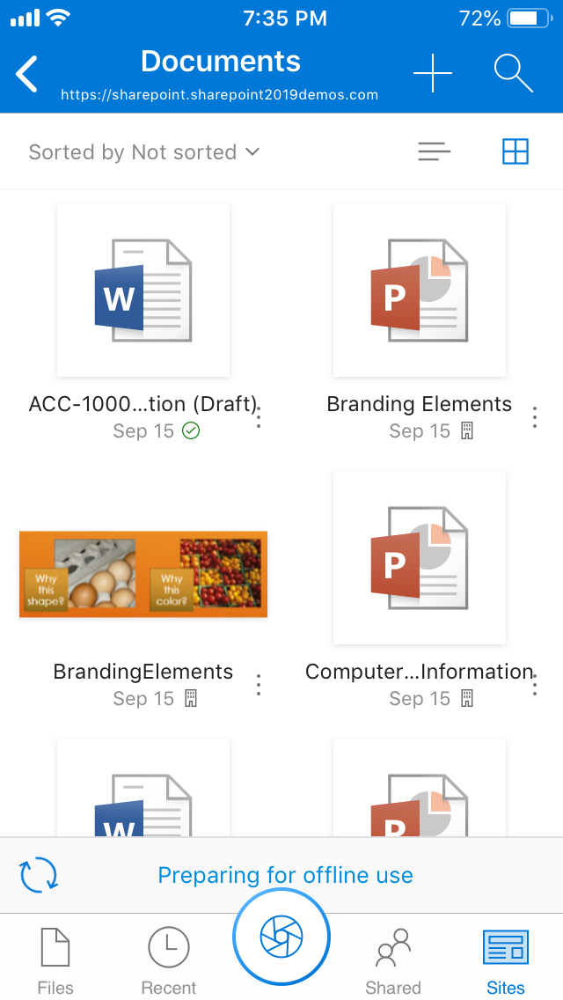 7:35 PM
72%
Documents
https://sharepoint.sharepoint2019demos.com
Sorted by Not sorted
W
P
ACC-1000...tion (Draft)
Branding Elements
Sep 15
Sep 15
Why
this
shape?
Why
this
color?
P
BrandingElements
Computer...Information
Sep 15
Sep 15
W
P
Preparing for offline use
Files
Recent
Shared
Sites